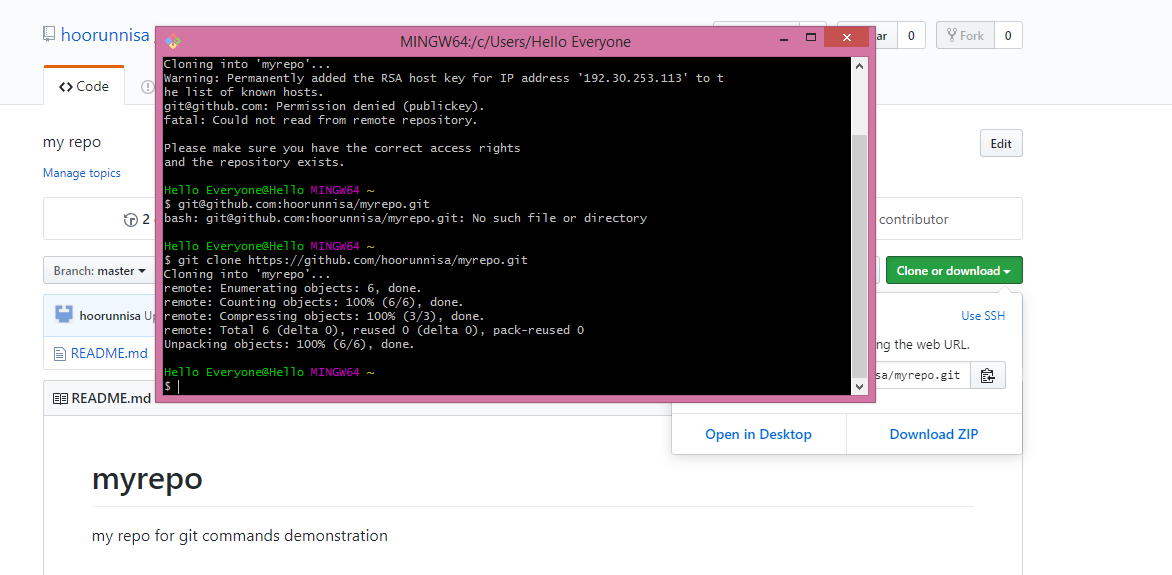 hoorunnisa
ar 0 Fork 0
MINGW64:/c/Users/Hello Everyone
Code
Cloning into 'myrepo'...
Warning: Permanently added the RSA host key for IP address '192.30.253.113' to t
he list of known hosts.
git@github.com: Permission denied (publickey).
fatal: Could not read from remote repository.
Please make sure you have the correct access rights
and the repository exists.
Hello Everyone@Hello MINGW64 ~
$ git@github.com:hoorunnisa/myrepo.git
bash: git@github.com:hoorunnisa/myrepo.git: No such file or directory
Hello Everyone@Hello MINGW64 ~
$ git clone https://github.com/hoorunnisa/myrepo.git
Cloning into 'myrepo'...
remote: Enumerating objects: 6, done.
remote: Counting objects: 100% (6/6), done.
remote: Compressing objects: 100% (3/3), done.
remote: Total 6 (delta 0), reused 0 (delta 0), pack-reused 0
Unpacking objects: 100% (6/6), done.
Hello Everyone@Hello MINGW64 ~
$
my repo
Edit
Manage topics
2
contributor
Branch: master
Clone or download
hoorunnisa Up
Use SSH
ng the web URL.
README.md
sa/myrepo.git
README.md
Open in Desktop
Download ZIP
myrepo
my repo for git commands demonstration